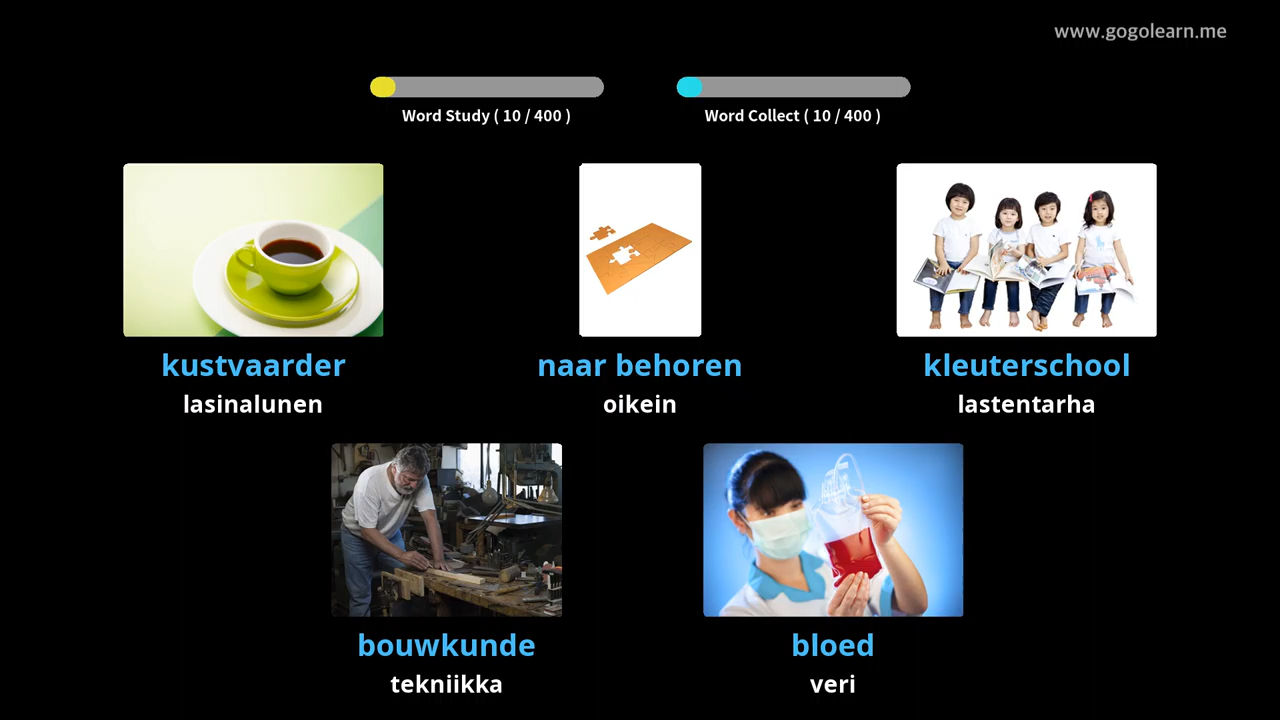 www.gogolearn.me
Word Study ( 10 / 400 )
Word Collect ( 10 / 400 )
kustvaarder
lasinalunen
naar behoren
oikein
kleuterschool
lastentarha
bouwkunde
tekniikka
bloed
veri